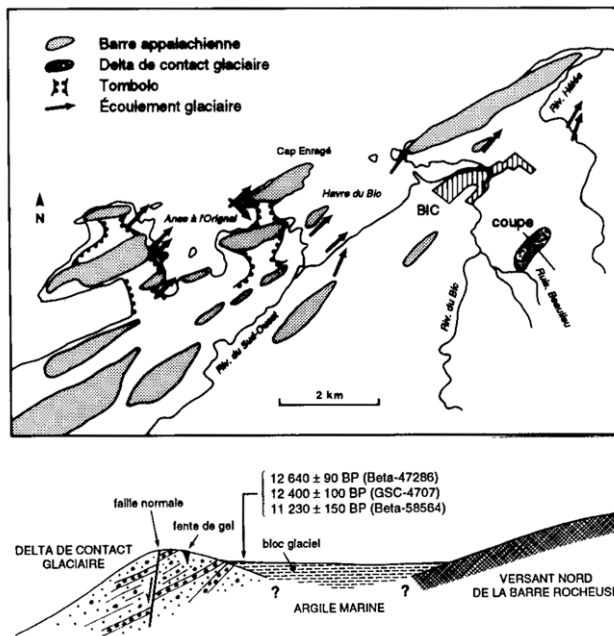 Barre appalachienne
Delta de contact glaciaire
Tombolo
Écoulement glaciaire
Cap Enragé
Riv. Hâtée
N
Anse à l'Orignal
Havre du Bic
BIC
coupe
Ruis. Beaulieu
Riv. du Bic
Riv. du Sud-Ouest
2 km
12 640 ± 90 BP (Beta-47286)
12 400 ± 100 BP (GSC-4707)
11 230 ± 150 BP (Beta-58564)
faille normale
fente de gel
DELTA DE CONTACT
GLACIAIRE
bloc glaciel
? ?
ARGILE MARINE
VERSANT NORD
DE LA BARRE ROCHEUSE